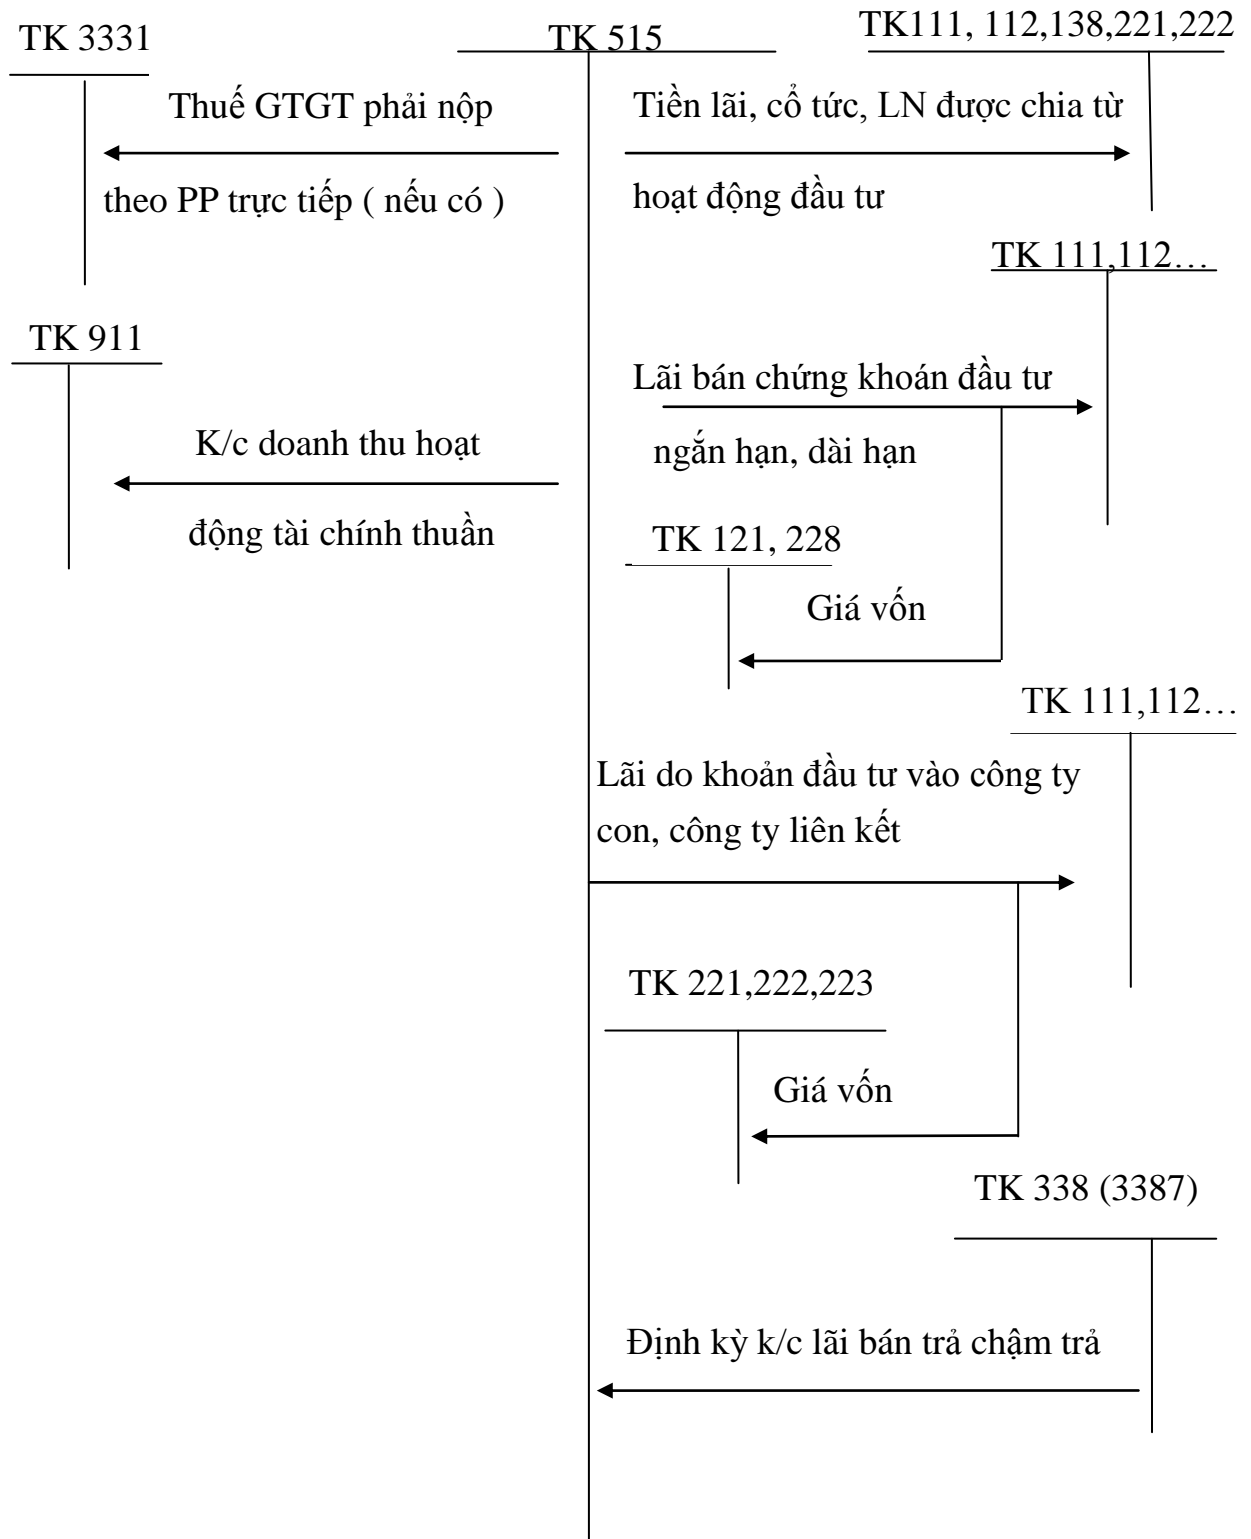 TK 3331
TK 515
TK111, 112,138,221,222
Thuế GTGT phải nộp
theo PP trực tiếp ( nếu có )
Tiền lãi, cổ tức, LN được chia từ
hoạt động đầu tư
TK 111,112…
TK 911
Lãi bán chứng khoán đầu tư
ngắn hạn, dài hạn
K/c doanh thu hoạt
động tài chính thuần
TK 121, 228
Giá vốn
TK 111,112…
Lãi do khoản đầu tư vào công ty
con, công ty liên kết
TK 221,222,223
Giá vốn
TK 338 (3387)
Định kỳ k/c lãi bán trả chậm trả